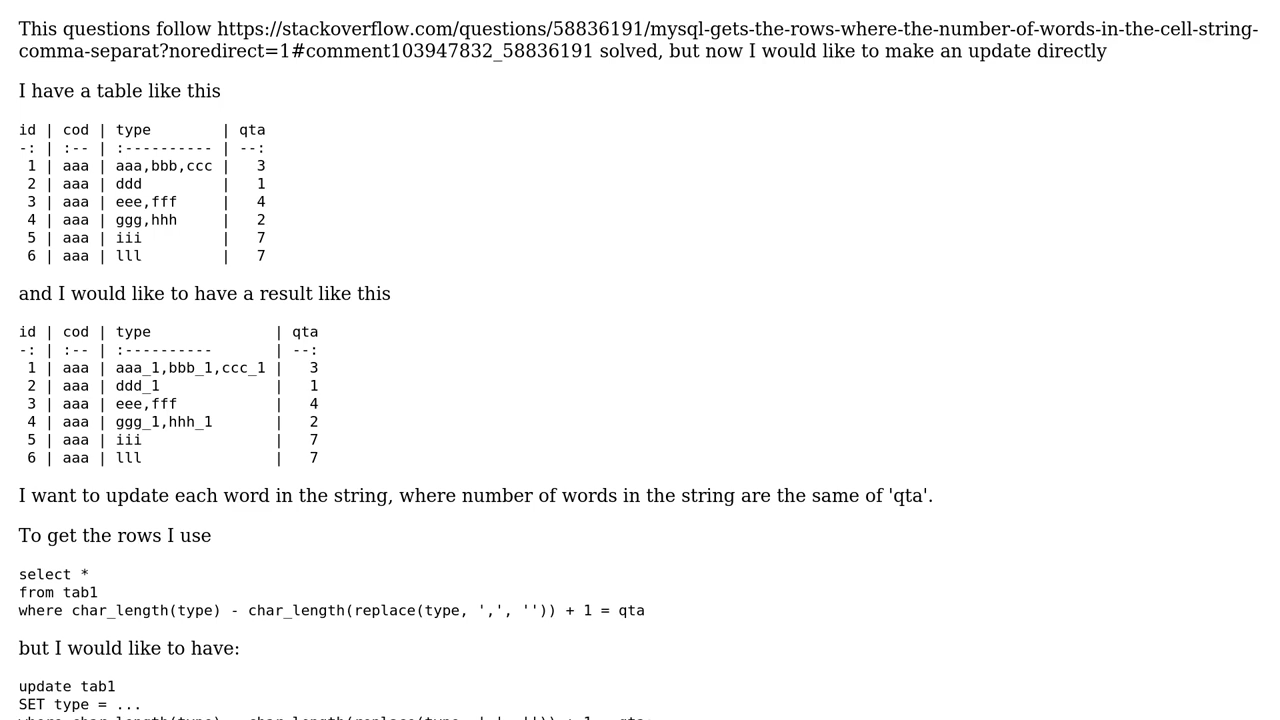 This questions follow https://stackoverflow.com/questions/58836191/mysql-gets-the-rows-where-the-number-of-words-in-the-cell-string-
comma-separat?noredirect=1#comment103947832_58836191 solved, but now I would like to make an update directly
I have a table like this
id | cod | type        | qta
-: | :-- | :---------- | --:
 1 | aaa | aaa,bbb,ccc |   3
 2 | aaa | ddd         |   1
 3 | aaa | eee,fff     |   4
 4 | aaa | ggg,hhh     |   2
 5 | aaa | iii         |   7
 6 | aaa | lll         |   7
and I would like to have a result like this
id | cod | type              | qta
-: | :-- | :----------       | --:
 1 | aaa | aaa_1,bbb_1,ccc_1 |   3
 2 | aaa | ddd_1             |   1
 3 | aaa | eee,fff           |   4
 4 | aaa | ggg_1,hhh_1       |   2
 5 | aaa | iii               |   7
 6 | aaa | lll               |   7
I want to update each word in the string, where number of words in the string are the same of 'qta'.
To get the rows I use
select *
from tab1
where char_length(type) - char_length(replace(type, ',', '')) + 1 = qta
but I would like to have:
update tab1
SET type = ...